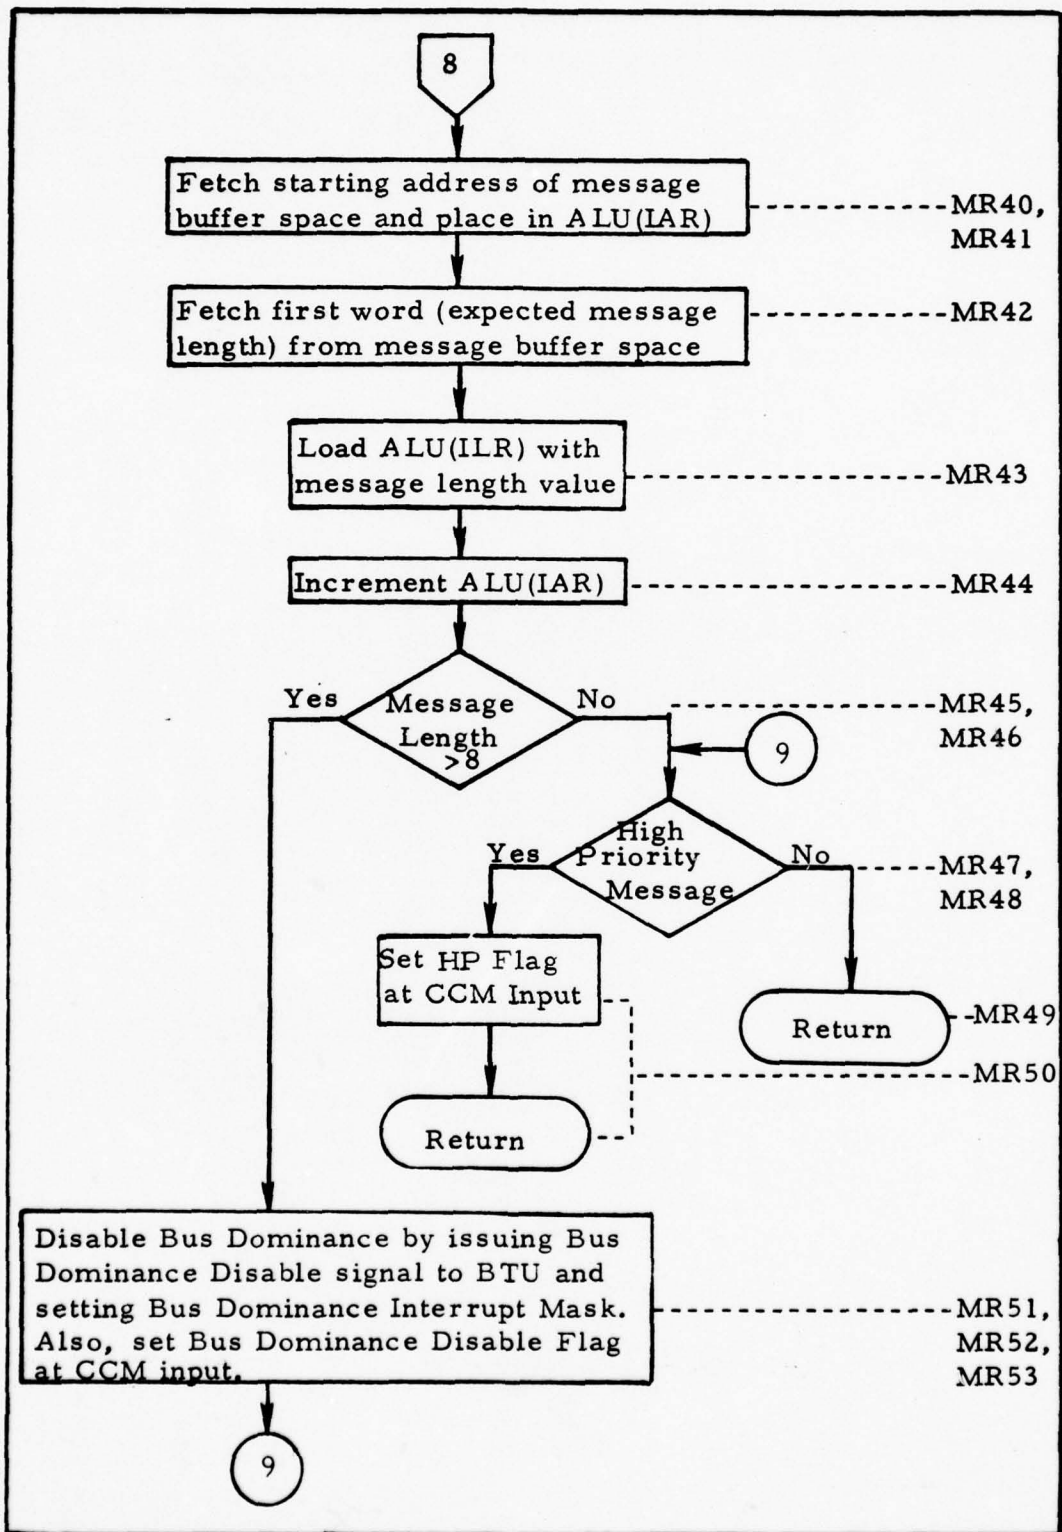 8
Fetch starting address of message
buffer space and place in ALU(IAR)
MR40,
MR41
Fetch first word (expected message
length) from message buffer space
MR42
Load ALU(ILR) with
message length value
MR43
Increment ALU(IAR)
MR44
Yes
Message
Length
>8
No
MR45,
MR46
9
Yes
High
Priority
Message
No
MR47,
MR48
Set HP Flag
at CCM Input
Return
MR49
MR50
Return
Disable Bus Dominance by issuing Bus
Dominance Disable signal to BTU and
setting Bus Dominance Interrupt Mask.
Also, set Bus Dominance Disable Flag
at CCM input.
MR51,
MR52,
MR53
9